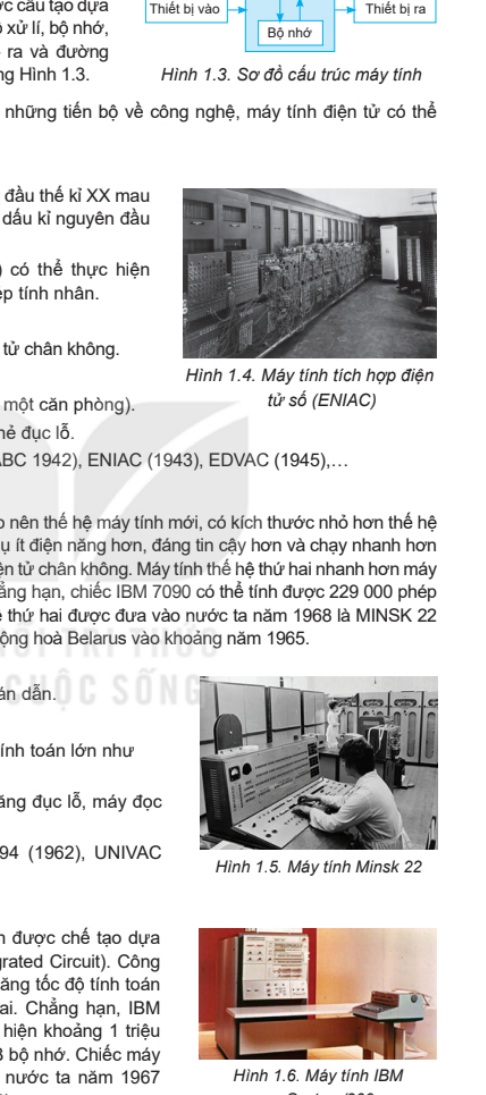 ợc cấu tạo dựa
Thiết bị vào
Thiết bị ra
ộ xử lí, bộ nhớ,
Bộ nhớ
ra và đường
ng Hình 1.3.
Hình 1.3. Sơ đồ cấu trúc máy tính
những tiến bộ về công nghệ, máy tính điện tử có thể
đầu thế kỉ XX mau
dấu kỉ nguyên đầu
) có thể thực hiện
ép tính nhân.
tử chân không.
Hình 1.4. Máy tính tích hợp điện
tử số (ENIAC)
một căn phòng).
hẻ đục lỗ.
ABC 1942), ENIAC (1943), EDVAC (1945),…
o nên thế hệ máy tính mới, có kích thước nhỏ hơn thế hệ
ụ ít điện năng hơn, đáng tin cậy hơn và chạy nhanh hơn
ện tử chân không. Máy tính thế hệ thứ hai nhanh hơn máy
ẳng hạn, chiếc IBM 7090 có thể tính được 229 000 phép
ệ thứ hai được đưa vào nước ta năm 1968 là MINSK 22
ộng hoà Belarus vào khoảng năm 1965.
NỐI TRI THỨC
CUỘC SỐNG
án dẫn.
ính toán lớn như
ăng đục lỗ, máy đọc
94 (1962), UNIVAC
Hình 1.5. Máy tính Minsk 22
n được chế tạo dựa
grated Circuit). Công
ăng tốc độ tính toán
ai. Chẳng hạn, IBM
hiện khoảng 1 triệu
B bộ nhớ. Chiếc máy
nước ta năm 1967
Hình 1.6. Máy tính IBM